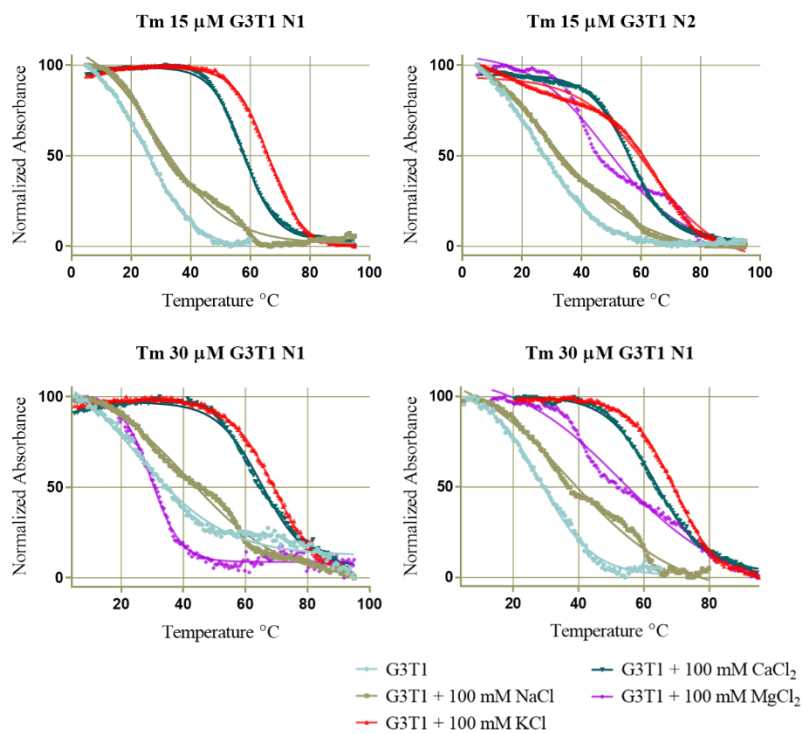 Tm 15 µM G3T1 N1
Normalized Absorbance
100
50
0
0 20 40 60 80 100
Temperature °C
Tm 15 µM G3T1 N2
Normalized Absorbance
100
50
0
0 20 40 60 80 100
Temperature °C
Tm 30 µM G3T1 N1
Normalized Absorbance
100
50
0
20 40 60 80 100
Temperature °C
Tm 30 µM G3T1 N1
Normalized Absorbance
100
50
0
20 40 60 80 100
Temperature °C
G3T1
G3T1 + 100 mM NaCl
G3T1 + 100 mM KCl
G3T1 + 100 mM CaCl₂
G3T1 + 100 mM MgCl₂